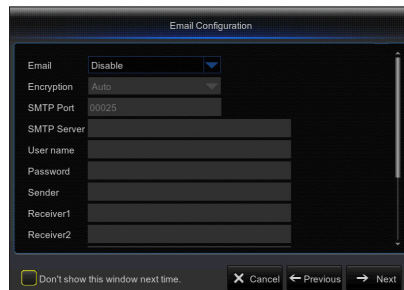 Email Configuration
Email Disable
Encryption Auto
SMTP Port 00025
SMTP Server
User name
Password
Sender
Receiver1
Receiver2
Don't show this window next time. Cancel Previous Next